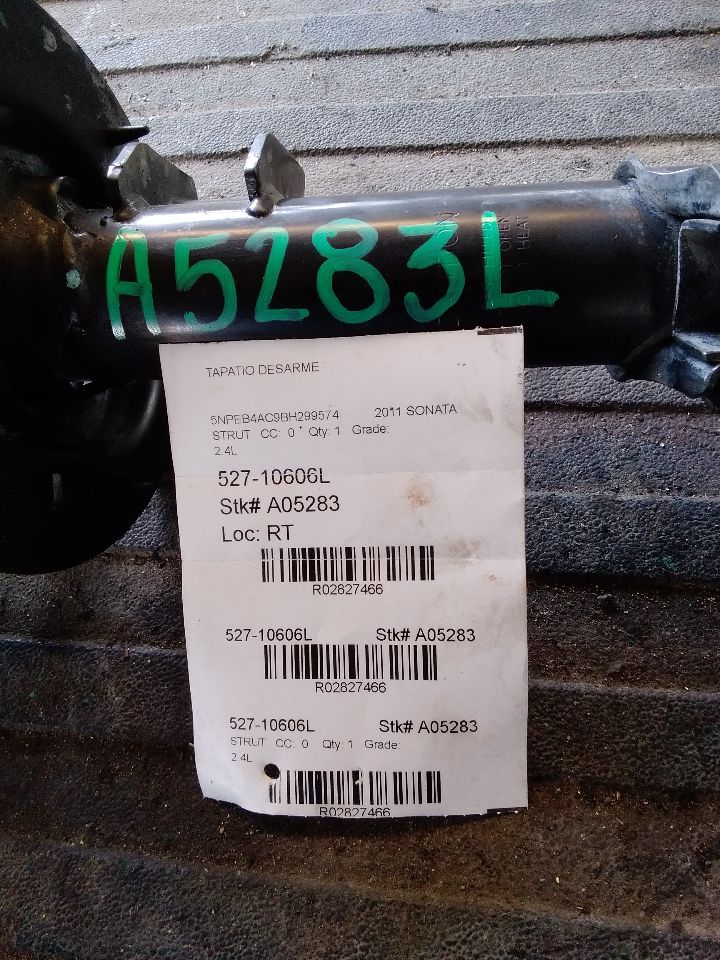 A5283L
TAPATIO DESARME
5NPEB4AC9BH299574 2011 SONATA
STRUT CC: 0 Qty: 1 Grade:
2.4L
527-10606L
Stk# A05283
Loc: RT
R02827466
527-10606L Stk# A05283
R02827466
527-10606L Stk# A05283
STRUT CC: 0 Qty: 1 Grade:
2.4L
R02827466